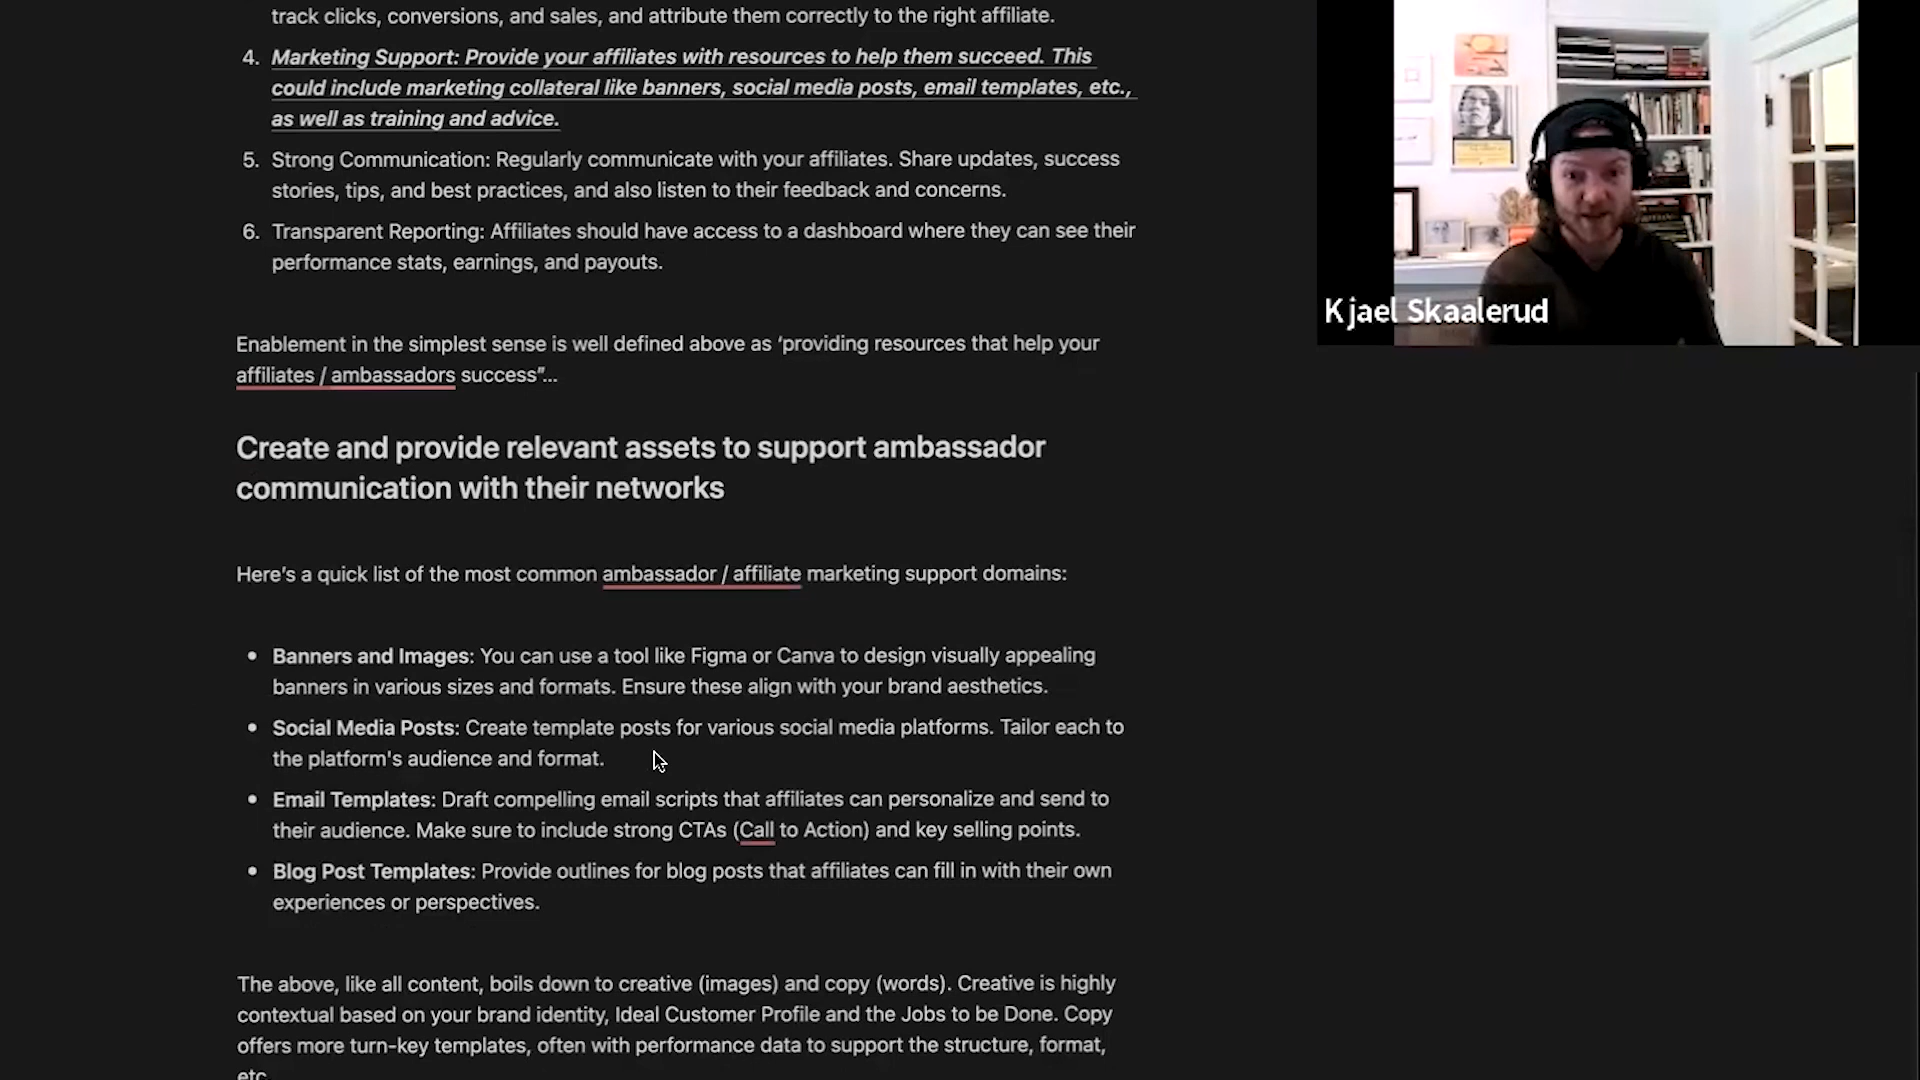 track clicks, conversions, and sales, and attribute them correctly to the right affiliate.
4. Marketing Support: Provide your affiliates with resources to help them succeed. This
could include marketing collateral like banners, social media posts, email templates, etc.,
as well as training and advice.
5. Strong Communication: Regularly communicate with your affiliates. Share updates, success
stories, tips, and best practices, and also listen to their feedback and concerns.
6. Transparent Reporting: Affiliates should have access to a dashboard where they can see their
performance stats, earnings, and payouts.
Enablement in the simplest sense is well defined above as ‘providing resources that help your
affiliates / ambassadors success”...
Create and provide relevant assets to support ambassador
communication with their networks
Here’s a quick list of the most common ambassador / affiliate marketing support domains:
• Banners and Images: You can use a tool like Figma or Canva to design visually appealing
banners in various sizes and formats. Ensure these align with your brand aesthetics.
• Social Media Posts: Create template posts for various social media platforms. Tailor each to
the platform's audience and format.
• Email Templates: Draft compelling email scripts that affiliates can personalize and send to
their audience. Make sure to include strong CTAs (Call to Action) and key selling points.
• Blog Post Templates: Provide outlines for blog posts that affiliates can fill in with their own
experiences or perspectives.
The above, like all content, boils down to creative (images) and copy (words). Creative is highly
contextual based on your brand identity, Ideal Customer Profile and the Jobs to be Done. Copy
offers more turn-key templates, often with performance data to support the structure, format,
etc.
Kjael Skaalerud